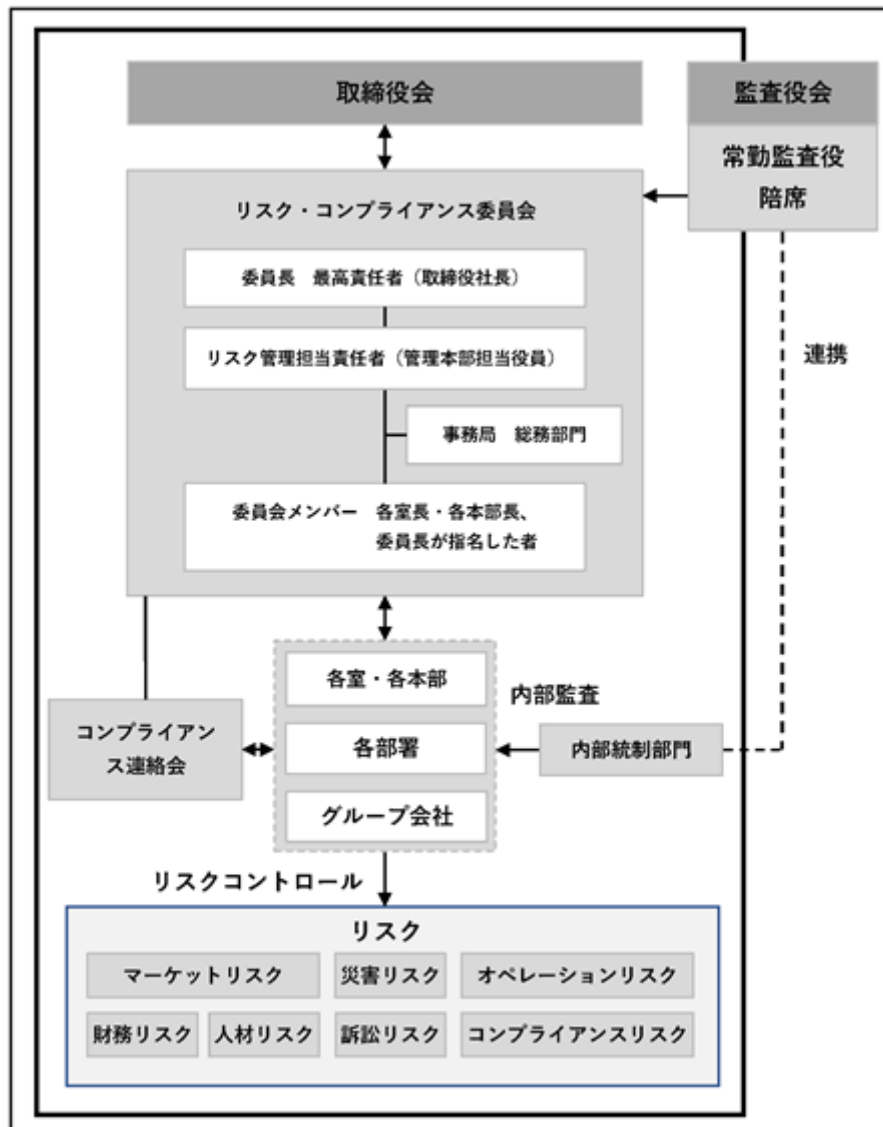 取締役会
監査役会
常勤監査役
陪席
リスク・コンプライアンス委員会
委員長　最高責任者（取締役社長）
リスク管理担当責任者（管理本部担当役員）
連携
事務局　総務部門
委員会メンバー　各室長・各本部長、
委員長が指名した者
各室・各本部
内部監査
コンプライアン
ス連絡会
各部署
内部統制部門
グループ会社
リスクコントロール
リスク
マーケットリスク
災害リスク
オペレーションリスク
財務リスク
人材リスク
訴訟リスク
コンプライアンスリスク